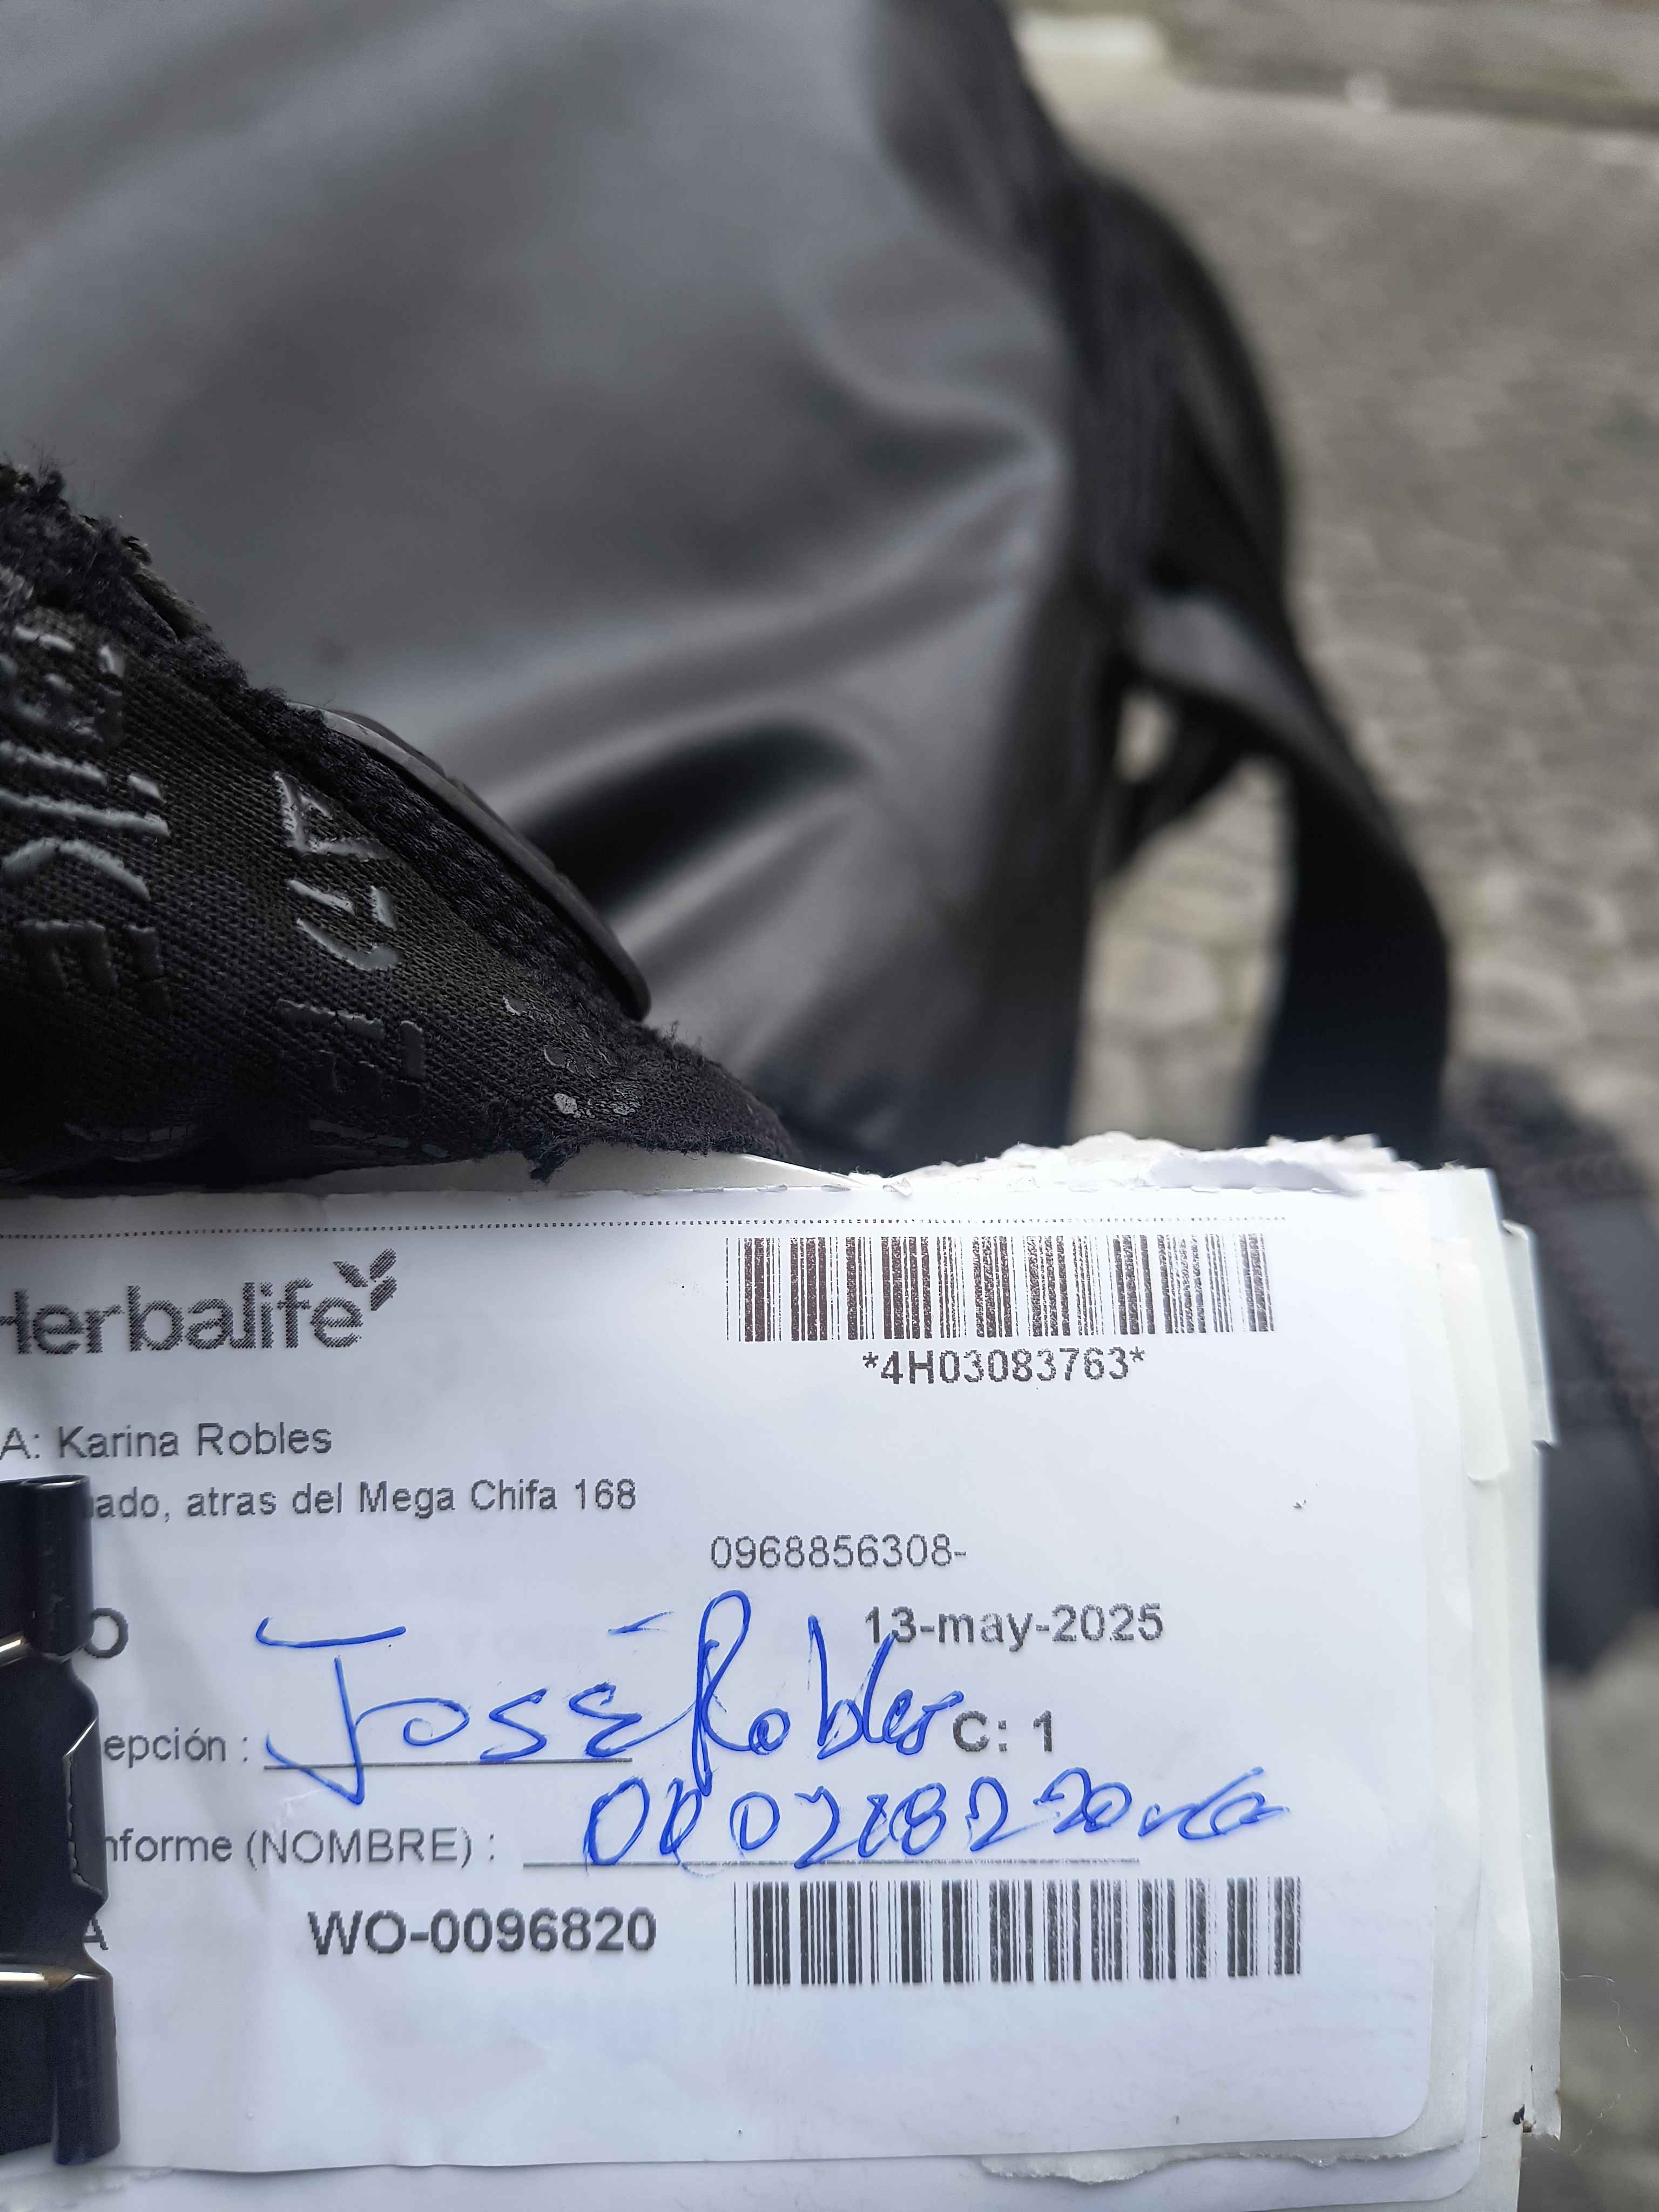 Herbalife
*4H03083763*
A: Karina Robles
ado, atras del Mega Chifa 168
0968856308-
O
13-may-2025
José Robles
epción :
C: 1
nforme (NOMBRE) :
A
WO-0096820